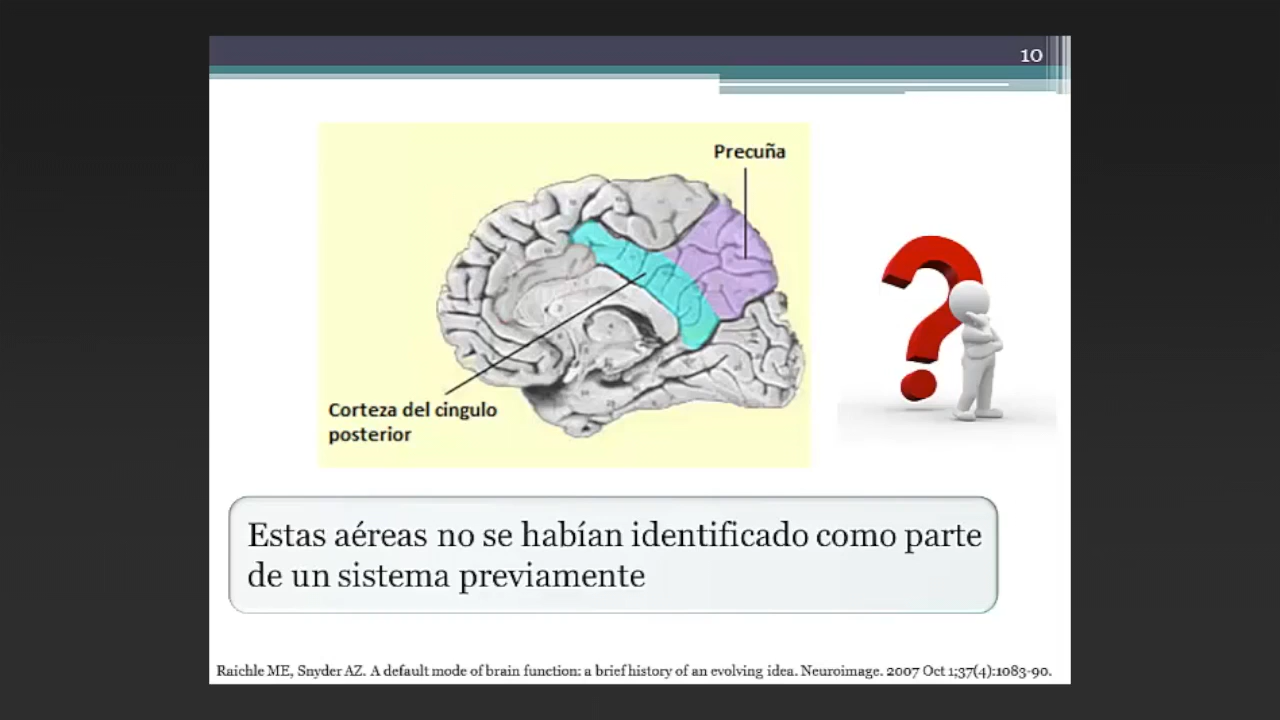 10
Precuña
Corteza del cingulo
posterior
Estas aéreas no se habían identificado como parte
de un sistema previamente
Raichle ME, Snyder AZ. A default mode of brain function: a brief history of an evolving idea. Neuroimage. 2007 Oct 1;37(4):1083-90.